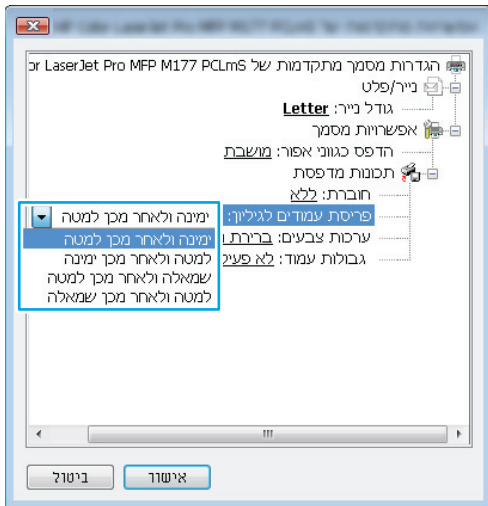 הגדרות מסמך מתקדמות של or LaserJet Pro MFP M177 PCLmS
נייר/פלט
גודל נייר: Letter
אפשרויות מסמך
הדפס כגווני אפור: מושבת
תכונות מדפסת
חוברת: ללא
פריסת עמודים לגיליון: ימינה ולאחר מכן למטה
ימינה ולאחר מכן למטה
ערכות צבעים: ברירת
למטה ולאחר מכן ימינה
גבולות עמוד: לא פעיל
שמאלה ולאחר מכן למטה
למטה ולאחר מכן שמאלה
אישור
ביטול